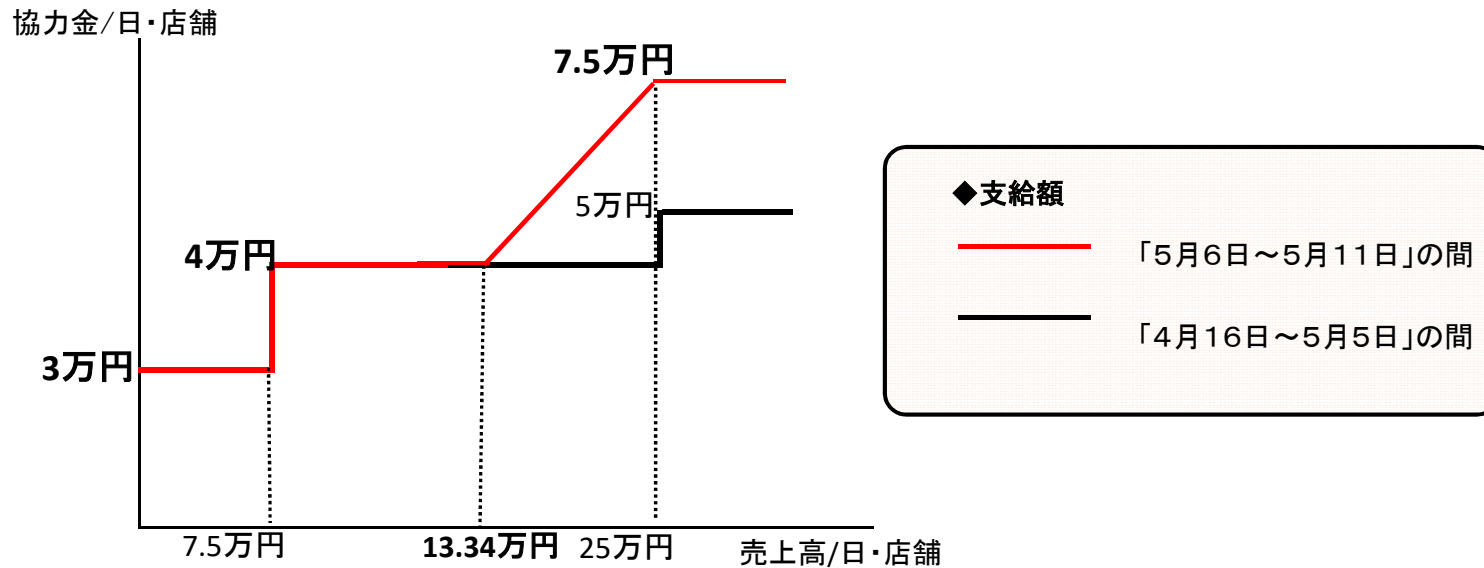 協力金/日・店舗
7.5万円
5万円
4万円
3万円
7.5万円
13.34万円
25万円
売上高/日・店舗
◆支給額
「5月6日～5月11日」の間
「4月16日～5月5日」の間